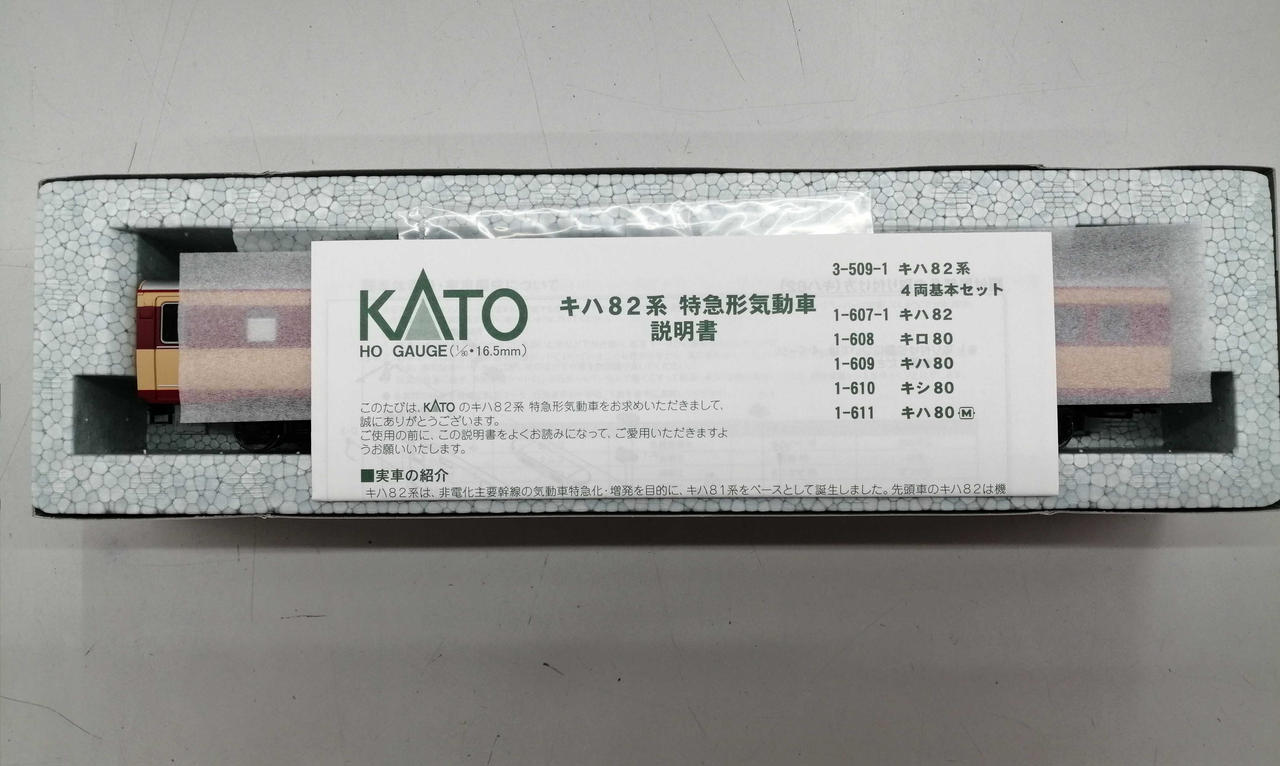 KATO
HO GAUGE(1/80・16.5mm)
キハ82系 特急形気動車
説明書
3-509-1 キハ82系
4両基本セット
1-607-1 キハ82
1-608 キロ80
1-609 キハ80
1-610 キシ80
1-611 キハ80 M
このたびは、KATOのキハ82系 特急形気動車をお求めいただきまして、
誠にありがとうございます。
ご使用の前に、この説明書をよくお読みになって、ご愛用いただきますよ
うお願いいたします。
■実車の紹介
キハ82系は、非電化主要幹線の気動車特急化・増発を目的に、キハ81系をベースとして誕生しました。先頭車のキハ82は機